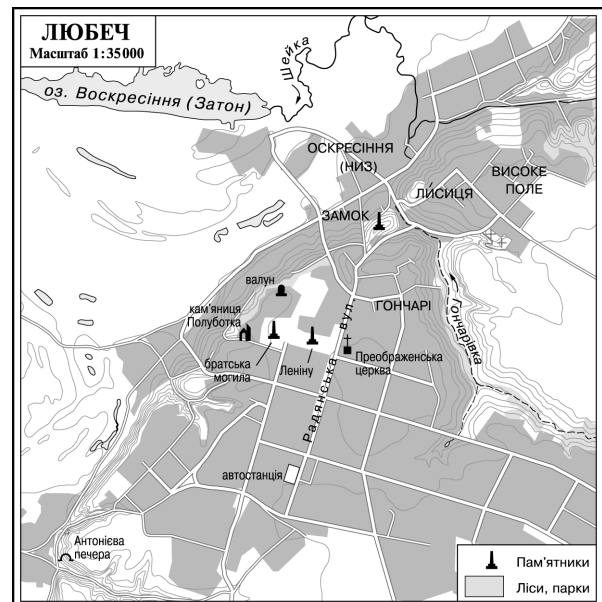 ЛЮБЕЧ
Масштаб 1:35000
оз. Воскресіння (Затон)
Шейка
ОСКРЕСІННЯ
(НИЗ)
ВИСОКЕ
ПОЛЕ
ЛИСИЦЯ
ЗАМОК
валун
кам'яниця
Полуботка
ГОНЧАРІ
Гончарівка
братська
могила
Леніну
Радянська вул.
Преображенська
церква
автостанція
Антонієва
печера
Пам'ятники
Ліси, парки